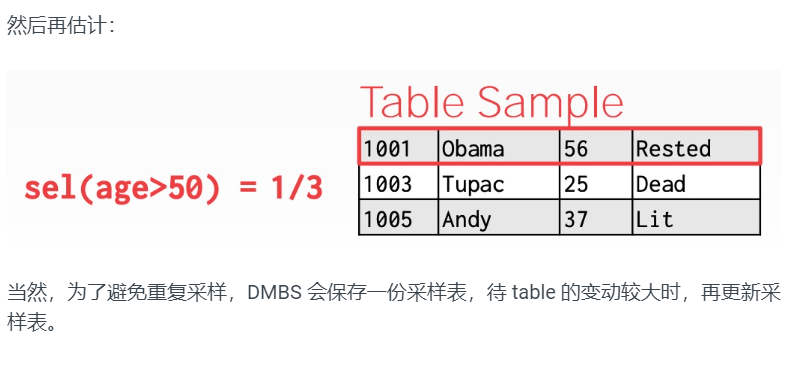 然后再估计：
Table Sample
1001 Obama 56 Rested
sel(age>50) = 1/3
1003 Tupac 25 Dead
1005 Andy 37 Lit
当然，为了避免重复采样，DMBS 会保存一份采样表，待 table 的变动较大时，再更新采
样表。